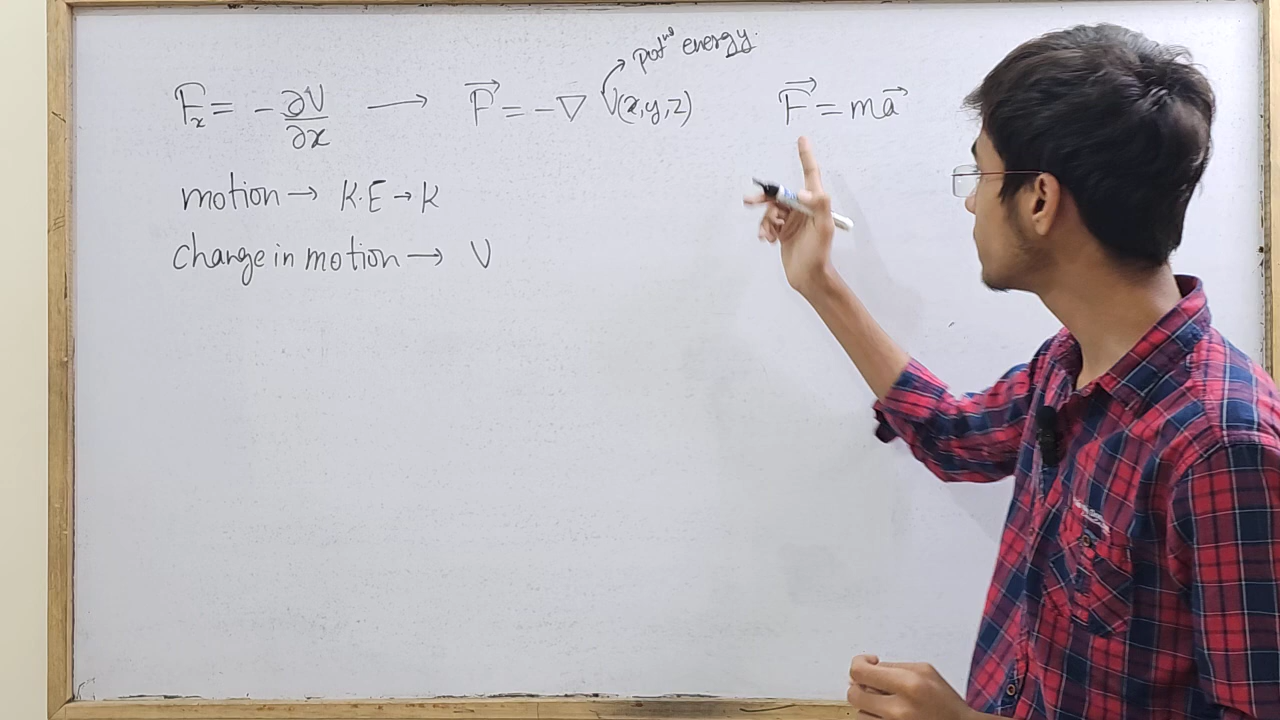 potⁿ energy.
Fₓ = -∂V/∂x ⟶ F⃗ = -∇ V(x,y,z) F⃗ = ma⃗
motion → K.E → K
change in motion → V